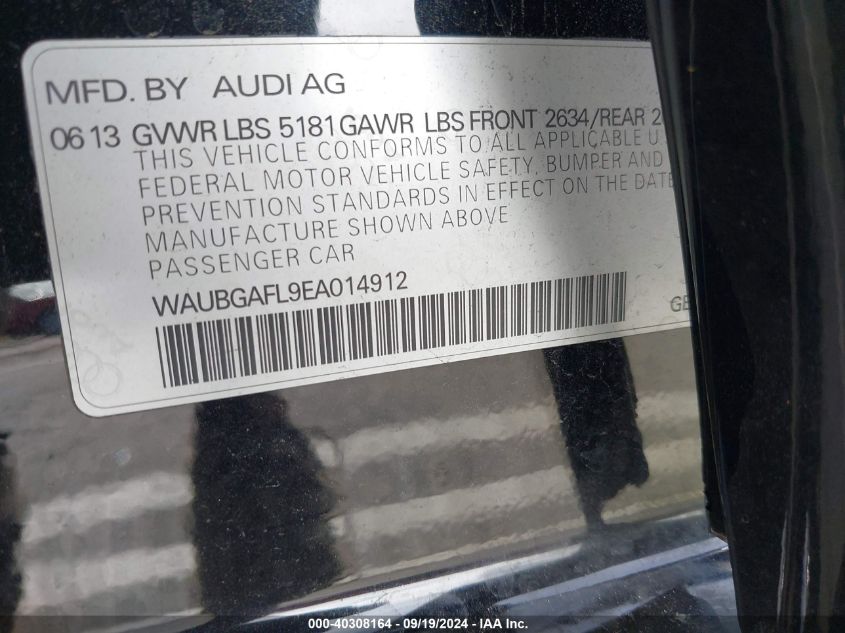 MFD. BY AUDI AG
06 13 GVWR LBS 5181 GAWR LBS FRONT 2634/REAR 2
THIS VEHICLE CONFORMS TO ALL APPLICABLE U.
FEDERAL MOTOR VEHICLE SAFETY, BUMPER AND
PREVENTION STANDARDS IN EFFECT ON THE DATE
MANUFACTURE SHOWN ABOVE
PASSENGER CAR
WAUBGAFL9EA014912
GE
000-40308164 - 09/19/2024 - IAA Inc.